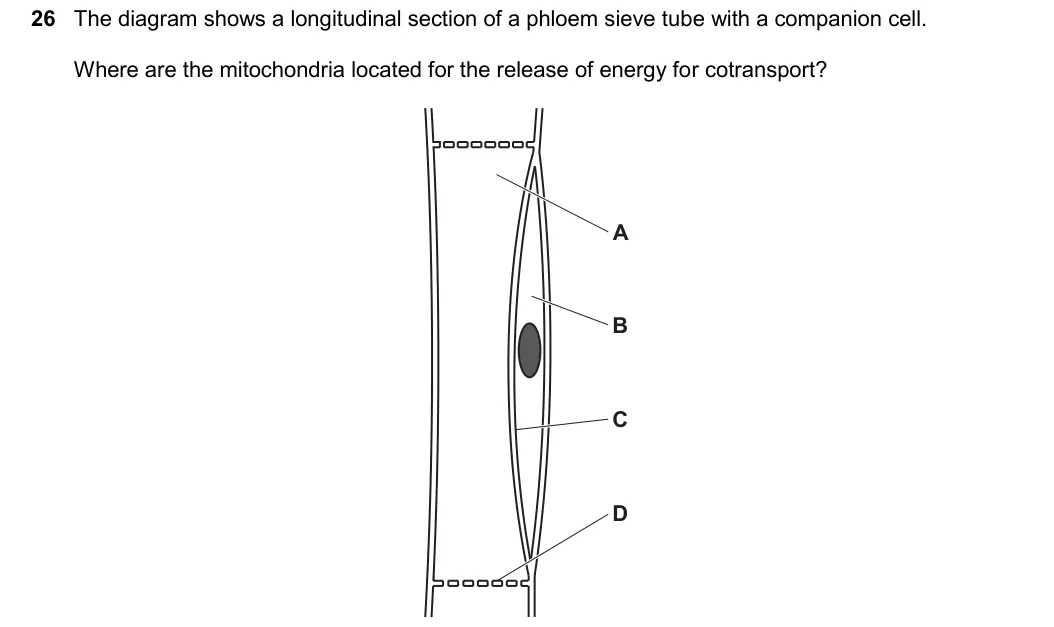 26 The diagram shows a longitudinal section of a phloem sieve tube with a companion cell.
Where are the mitochondria located for the release of energy for cotransport?
A
B
C
D